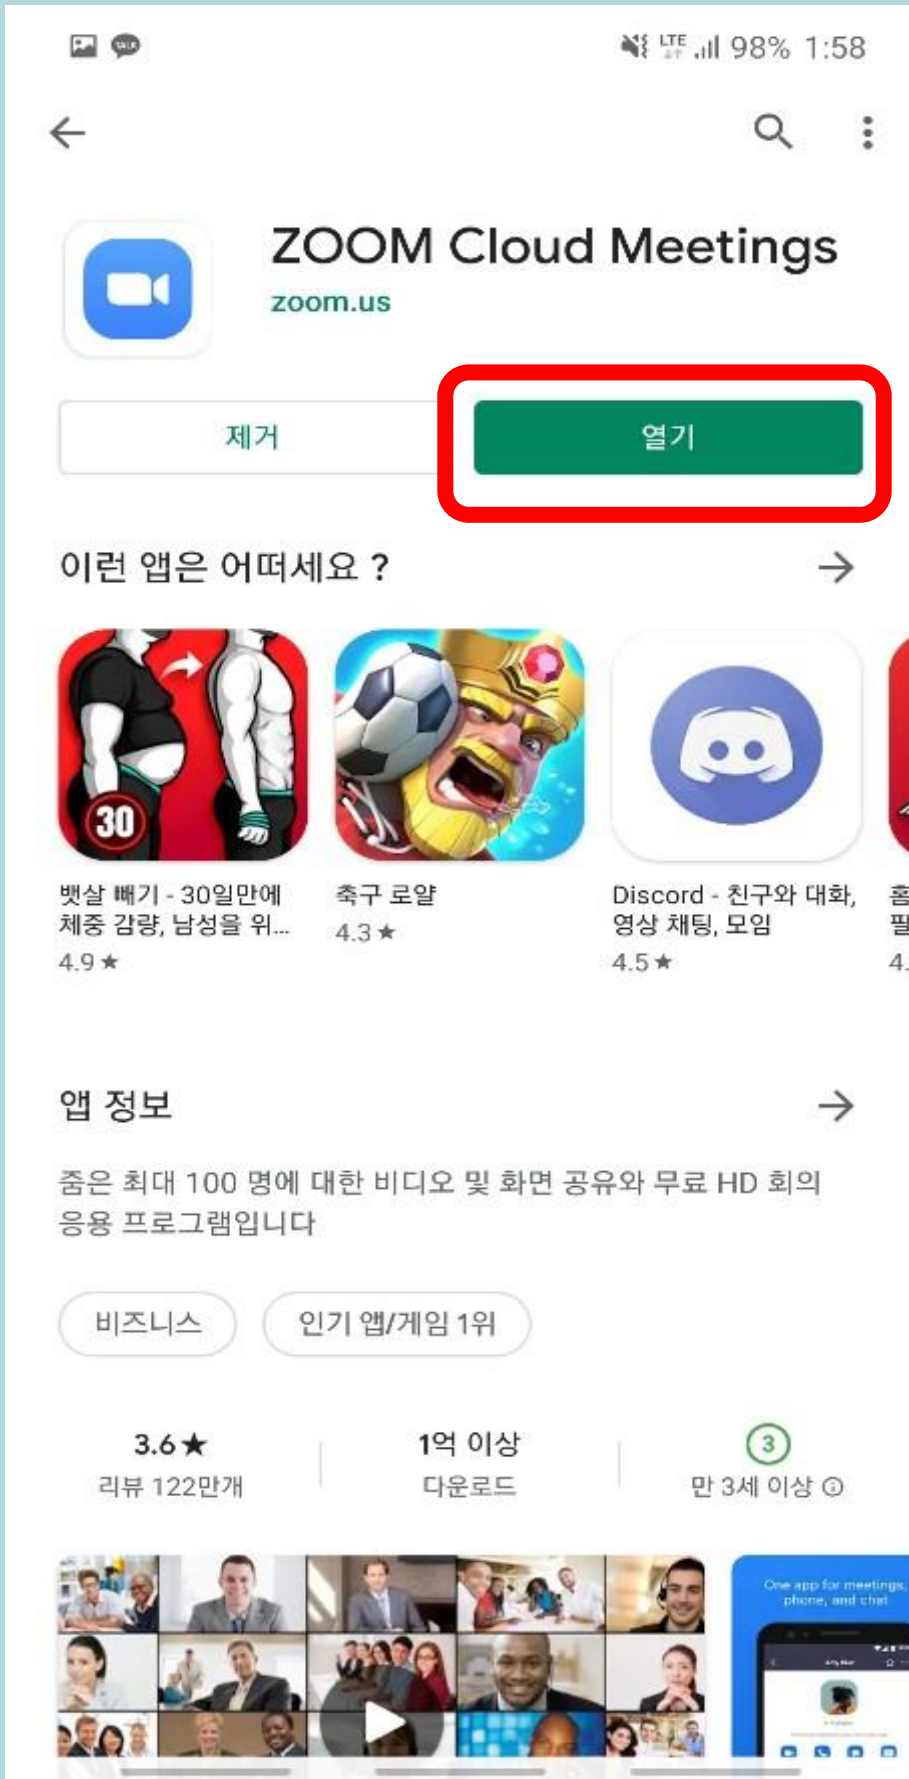 TALK
LTE 98% 1:58
ZOOM Cloud Meetings
zoom.us
제거
열기
이런 앱은 어떠세요 ?
30
뱃살 빼기 - 30일만에
체중 감량, 남성을 위...
4.9 ★
축구 로얄
4.3 ★
Discord - 친구와 대화,
영상 채팅, 모임
4.5 ★
홈
필
4.
앱 정보
줌은 최대 100 명에 대한 비디오 및 화면 공유와 무료 HD 회의
응용 프로그램입니다
비즈니스
인기 앱/게임 1위
3.6 ★
리뷰 122만개
1억 이상
다운로드
3
만 3세 이상
One app for meetings,
phone, and chat